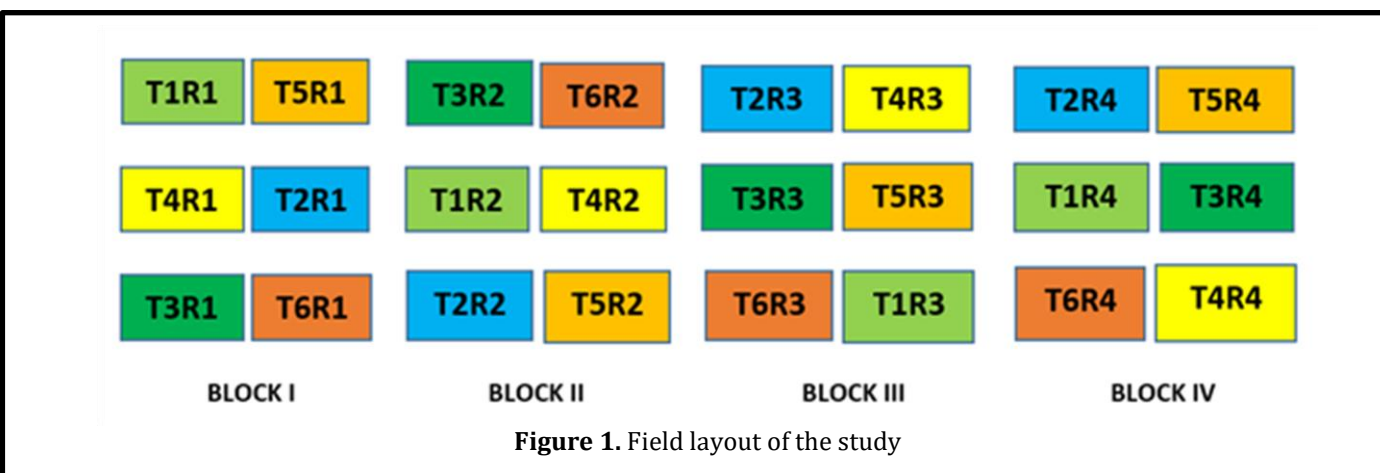 T1R1 T5R1 T3R2 T6R2 T2R3 T4R3 T2R4 T5R4
T4R1 T2R1 T1R2 T4R2 T3R3 T5R3 T1R4 T3R4
T3R1 T6R1 T2R2 T5R2 T6R3 T1R3 T6R4 T4R4
BLOCK I BLOCK II BLOCK III BLOCK IV
Figure 1. Field layout of the study